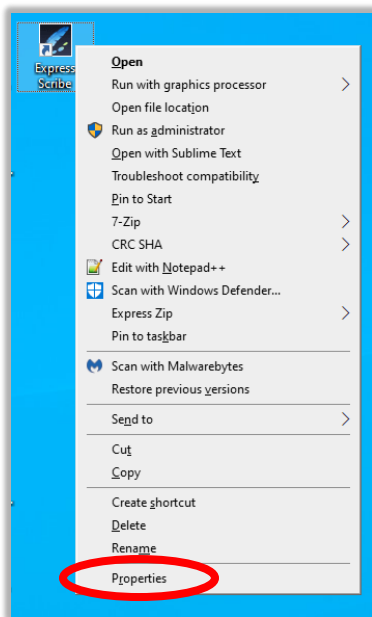 Express
Scribe
Open
Run with graphics processor
Open file location
Run as administrator
Open with Sublime Text
Troubleshoot compatibility
Pin to Start
7-Zip
CRC SHA
Edit with Notepad++
Scan with Windows Defender...
Express Zip
Pin to taskbar
Scan with Malwarebytes
Restore previous versions
Send to
Cut
Copy
Create shortcut
Delete
Rename
Properties